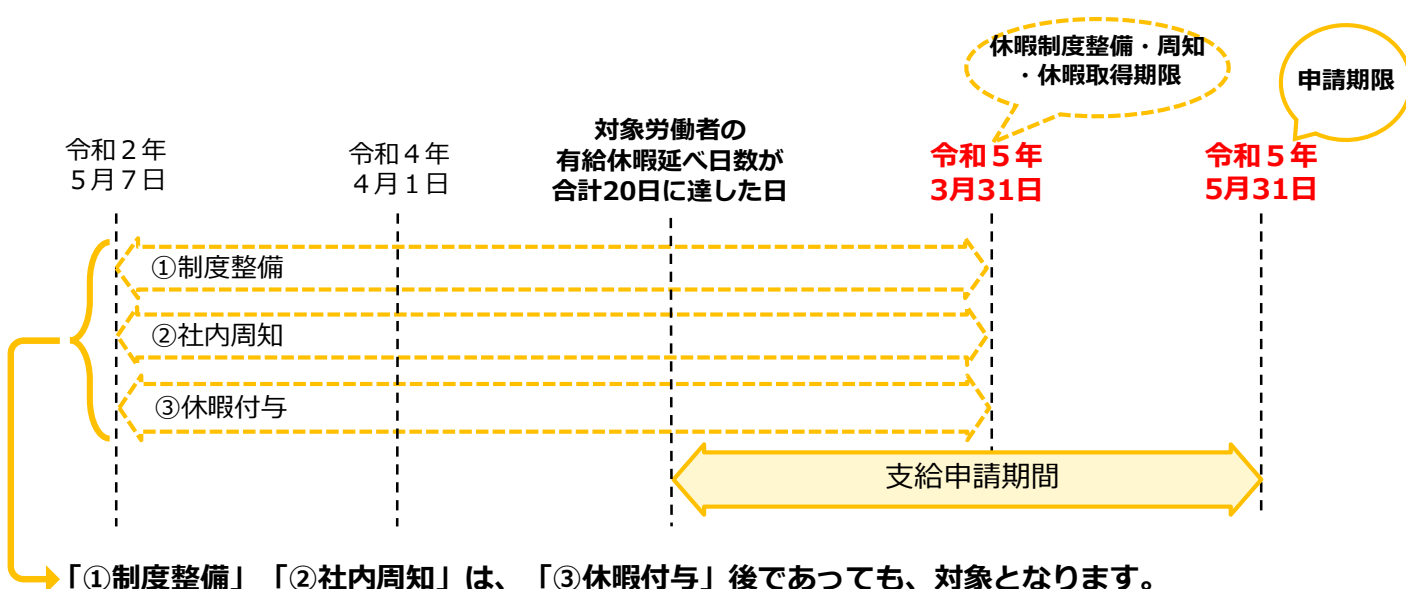 休暇制度整備・周知
・休暇取得期限
申請期限
令和２年
５月７日
令和４年
４月１日
対象労働者の
有給休暇延べ日数が
合計20日に達した日
令和５年
3月31日
令和５年
5月31日
①制度整備
②社内周知
③休暇付与
支給申請期間
「①制度整備」「②社内周知」は、「③休暇付与」後であっても、対象となります。